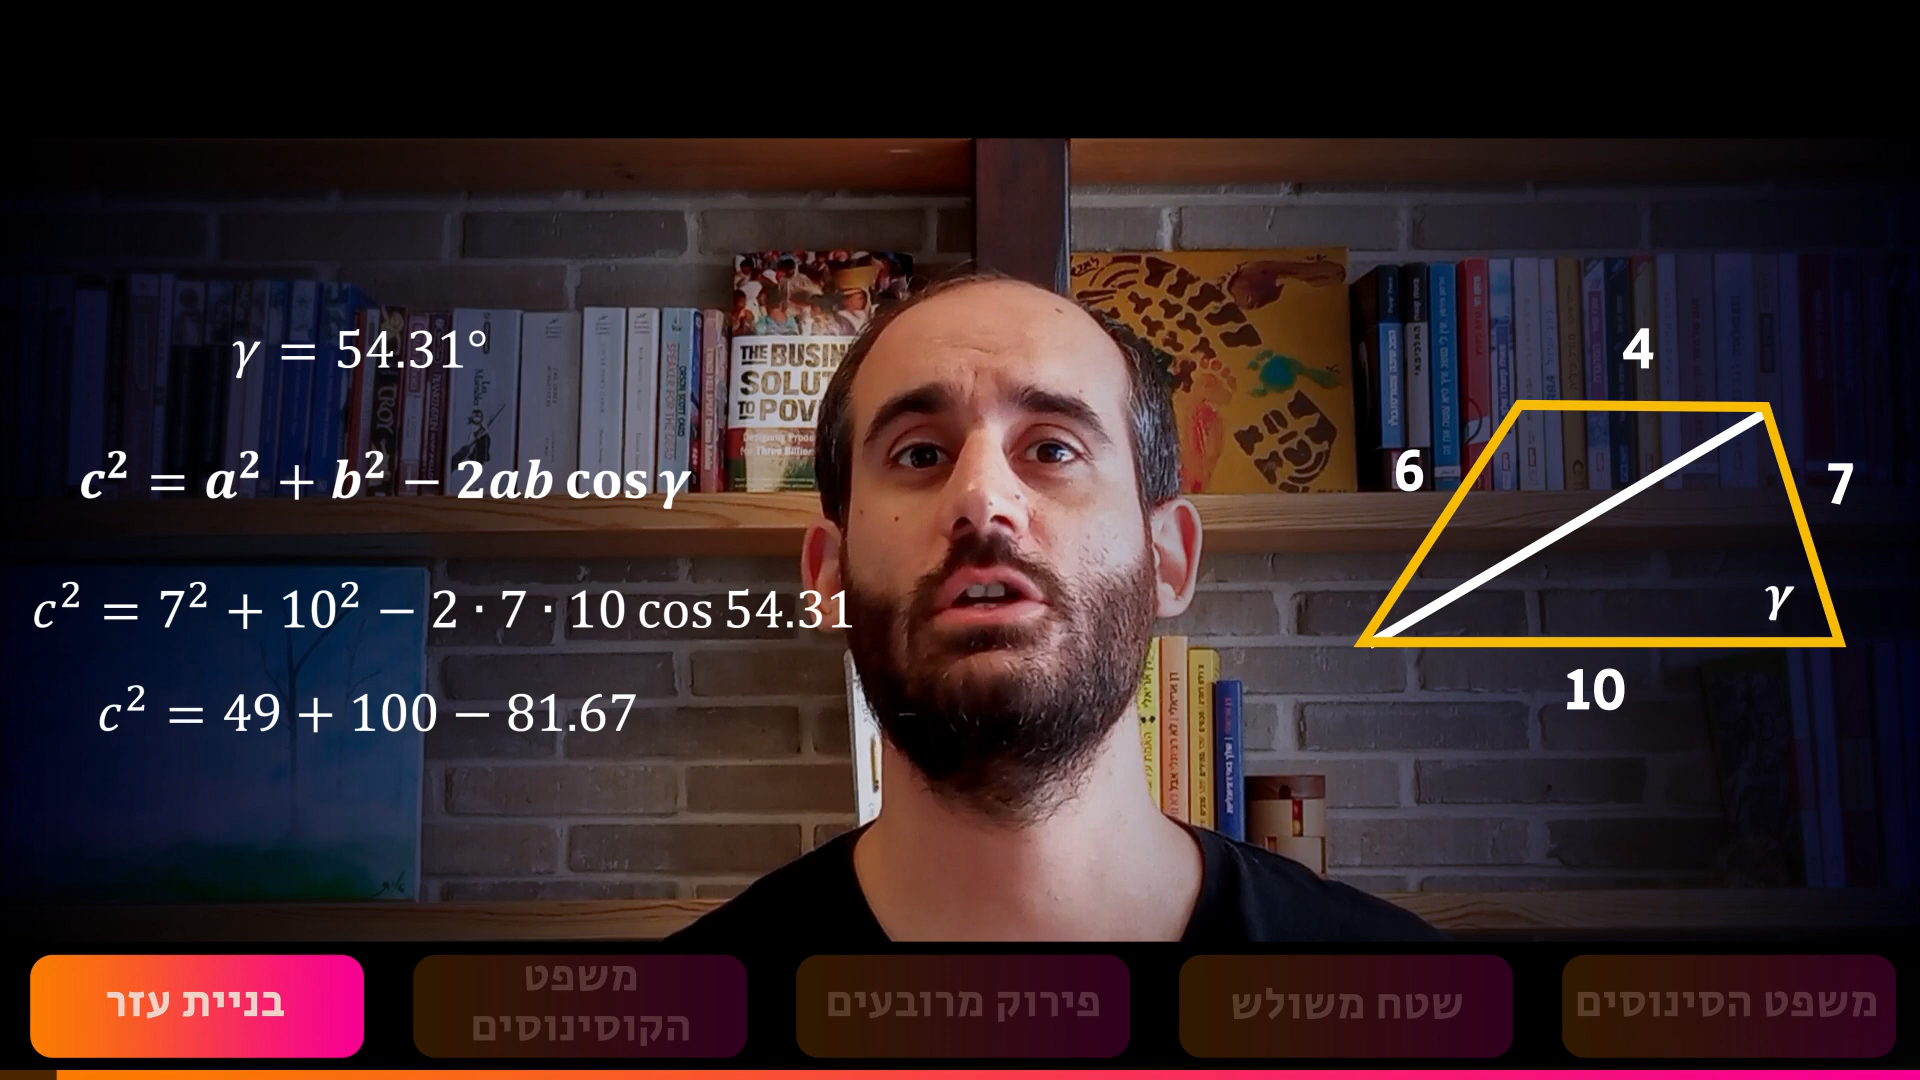 γ = 54.31°
c² = a² + b² − 2ab cos γ
c² = 7² + 10² − 2 · 7 · 10 cos 54.31
c² = 49 + 100 − 81.67
4
6
7
γ
10
THE BUSIN
SOLUT
TO POV
משפט הסינוסים
שטח משולש
פירוק מרובעים
משפט
הקוסינוסים
בניית עזר